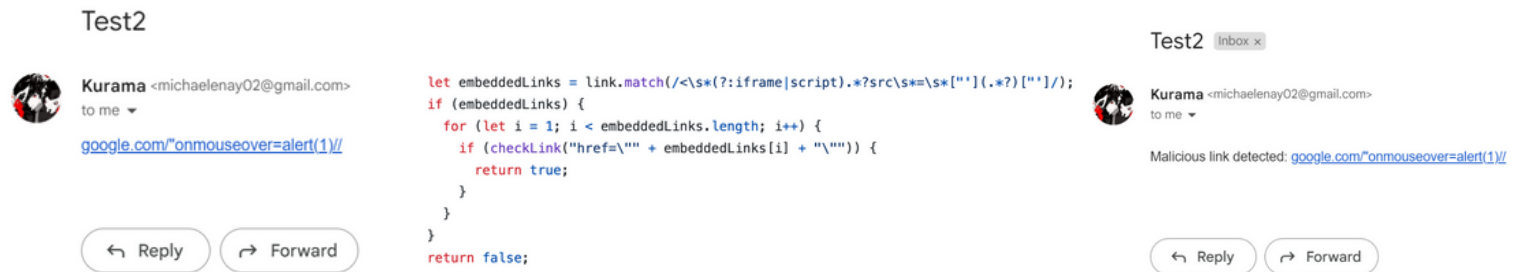 Test2
Kurama <michaelenay02@gmail.com>
to me
google.com/"onmouseover=alert(1)//
Reply
Forward
let embeddedLinks = link.match(/<\s*(?:iframe|script).*?src\s*=\s*["'](.*?)["']/);
if (embeddedLinks) {
for (let i = 1; i < embeddedLinks.length; i++) {
if (checkLink("href=\"" + embeddedLinks[i] + "\"")) {
return true;
}
}
}
return false;
Test2 Inbox ×
Kurama <michaelenay02@gmail.com>
to me
Malicious link detected: google.com/"onmouseover=alert(1)//
Reply
Forward